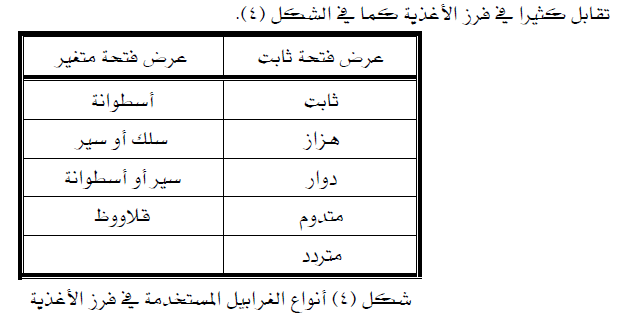 تقابل كثيرا في فرز الأغذية كما في الشكل (٤).
عرض فتحة ثابت عرض فتحة متغير
ثابت أسطوانة
هزاز سلك أو سير
دوار سير أو أسطوانة
متدوم قلاووظ
متردد
شكل (٤) أنواع الغرابيل المستخدمة في فرز الأغذية